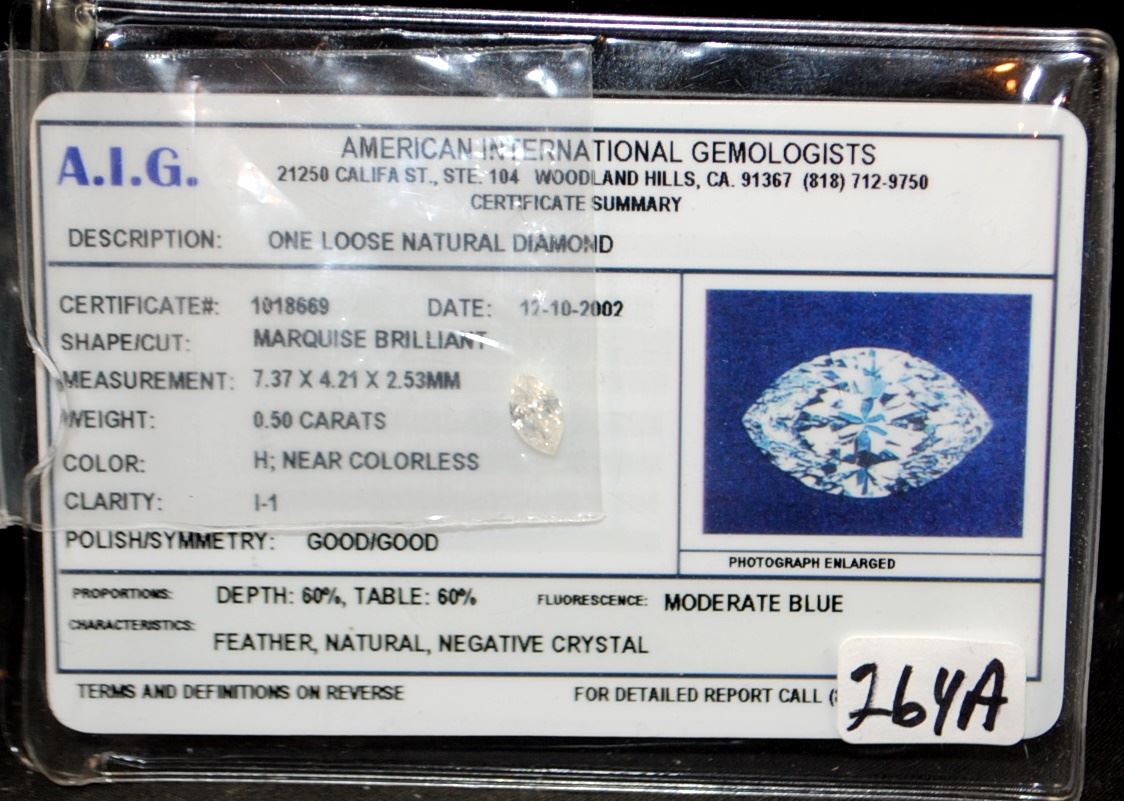 A.I.G.
AMERICAN INTERNATIONAL GEMOLOGISTS
21250 CALIFA ST., STE. 104 WOODLAND HILLS, CA. 91367 (818) 712-9750
CERTIFICATE SUMMARY
DESCRIPTION: ONE LOOSE NATURAL DIAMOND
CERTIFICATE#: 1018669 DATE: 12-10-2002
SHAPE/CUT: MARQUISE BRILLIANT
MEASUREMENT: 7.37 X 4.21 X 2.53MM
WEIGHT: 0.50 CARATS
COLOR: H; NEAR COLORLESS
CLARITY: I-1
POLISH/SYMMETRY: GOOD/GOOD
PHOTOGRAPH ENLARGED
PROPORTIONS: DEPTH: 60%, TABLE: 60% FLUORESCENCE: MODERATE BLUE
CHARACTERISTICS: FEATHER, NATURAL, NEGATIVE CRYSTAL
TERMS AND DEFINITIONS ON REVERSE FOR DETAILED REPORT CALL (
264A